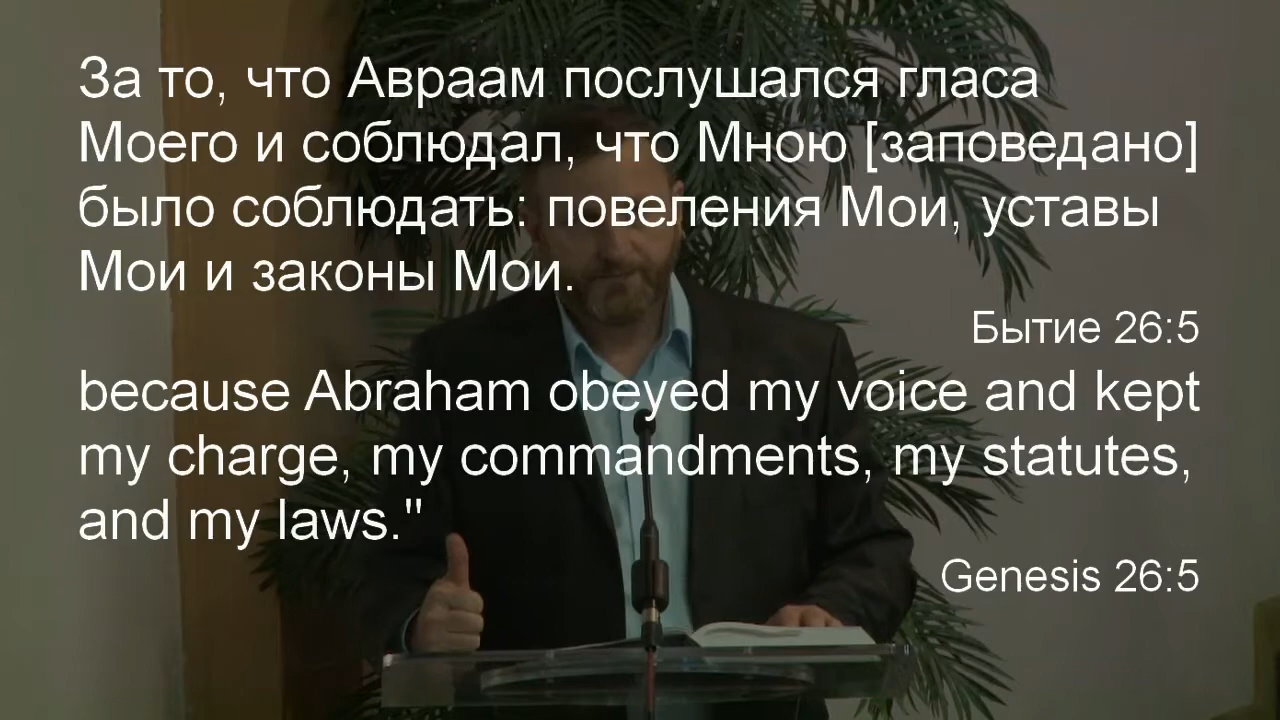 За то, что Авраам послушался гласа
Моего и соблюдал, что Мною [заповедано]
было соблюдать: повеления Мои, уставы
Мои и законы Мои.
Бытие 26:5
because Abraham obeyed my voice and kept
my charge, my commandments, my statutes,
and my laws."
Genesis 26:5